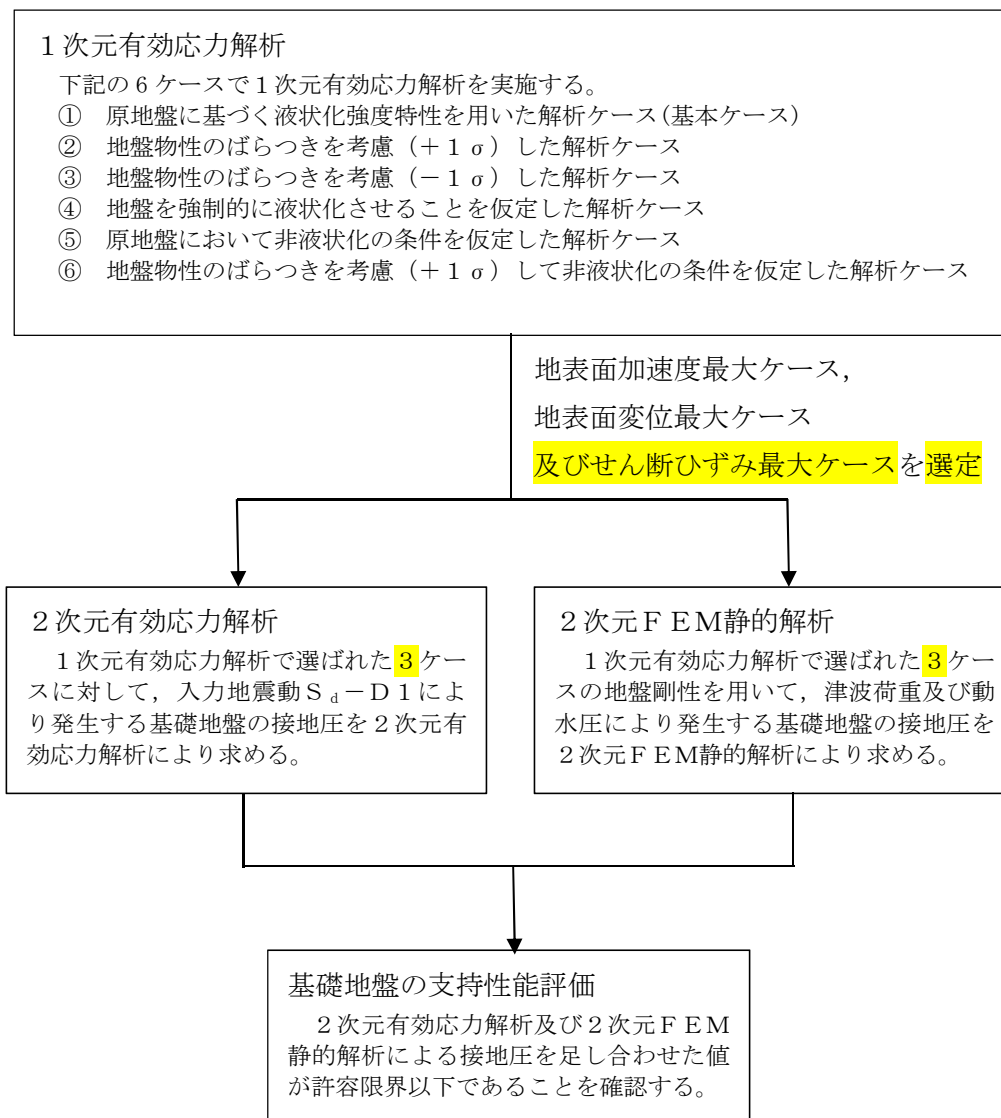 １次元有効応力解析
下記の６ケースで１次元有効応力解析を実施する。
① 原地盤に基づく液状化強度特性を用いた解析ケース(基本ケース)
② 地盤物性のばらつきを考慮（＋１σ）した解析ケース
③ 地盤物性のばらつきを考慮（－１σ）した解析ケース
④ 地盤を強制的に液状化させることを仮定した解析ケース
⑤ 原地盤において非液状化の条件を仮定した解析ケース
⑥ 地盤物性のばらつきを考慮（＋１σ）して非液状化の条件を仮定した解析ケース
地表面加速度最大ケース，
地表面変位最大ケース
及びせん断ひずみ最大ケースを選定
２次元有効応力解析
１次元有効応力解析で選ばれた３ケー
スに対して，入力地震動Ｓd－Ｄ１によ
り発生する基礎地盤の接地圧を２次元有
効応力解析により求める。
２次元ＦＥＭ静的解析
１次元有効応力解析で選ばれた３ケー
スの地盤剛性を用いて，津波荷重及び動
水圧により発生する基礎地盤の接地圧を
２次元ＦＥＭ静的解析により求める。
基礎地盤の支持性能評価
２次元有効応力解析及び２次元ＦＥＭ
静的解析による接地圧を足し合わせた値
が許容限界以下であることを確認する。